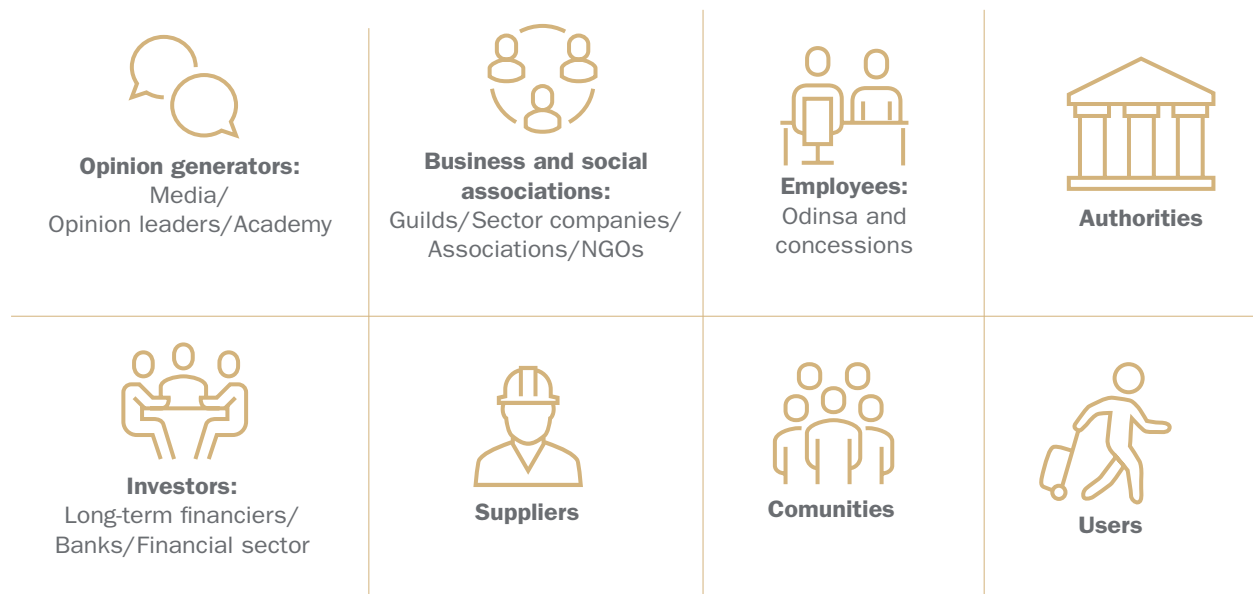 Opinion generators:
Media/
Opinion leaders/Academy
Business and social
associations:
Guilds/Sector companies/
Associations/NGOs
Employees:
Odinsa and
concessions
Authorities
Investors:
Long-term financiers/
Banks/Financial sector
Suppliers
Comunities
Users